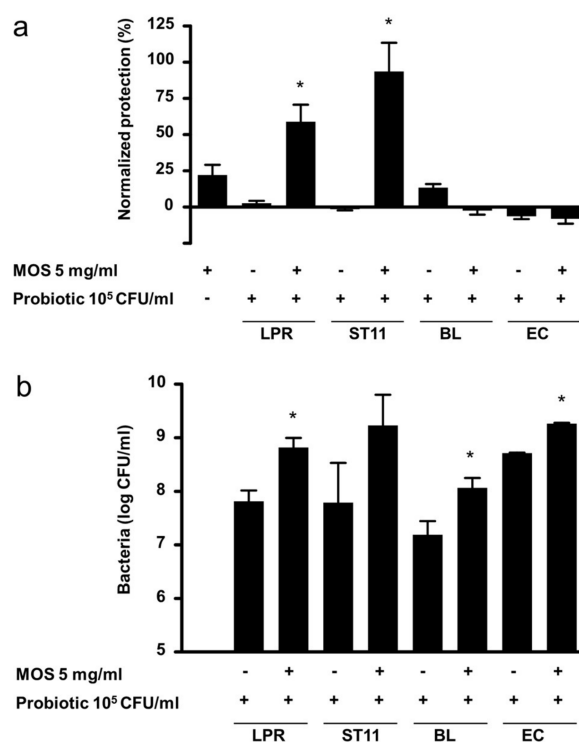 a
Normalized protection (%)
125
100
75
50
25
0
* *
MOS 5 mg/ml + - + - + - + - +
Probiotic 10⁵ CFU/ml - + + + + + + + +
LPR ST11 BL EC
b
Bacteria (log CFU/ml)
10
9
8
7
6
5
* * *
MOS 5 mg/ml - + - + - + - +
Probiotic 10⁵ CFU/ml + + + + + + + +
LPR ST11 BL EC